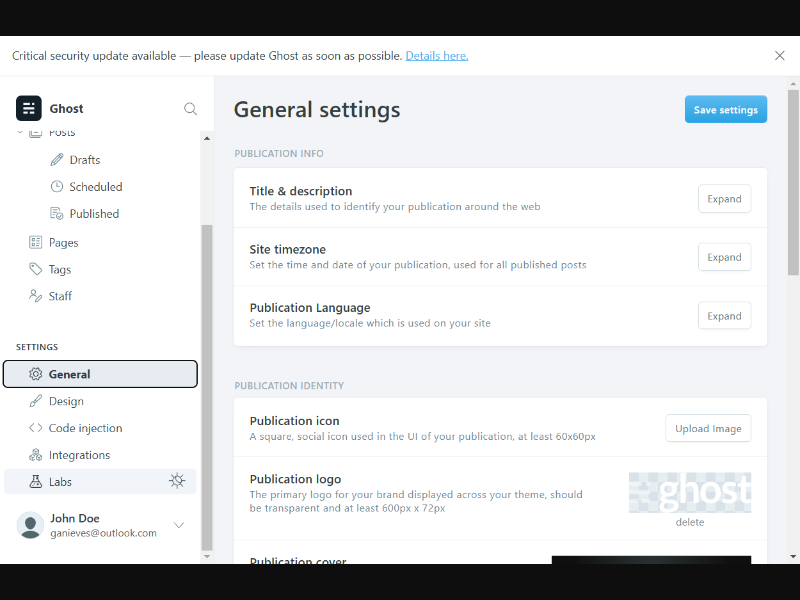 Critical security update available — please update Ghost as soon as possible. Details here.
Ghost
Posts
Drafts
Scheduled
Published
Pages
Tags
Staff
SETTINGS
General
Design
Code injection
Integrations
Labs
John Doe
ganieves@outlook.com
General settings
Save settings
PUBLICATION INFO
Title & description
The details used to identify your publication around the web
Expand
Site timezone
Set the time and date of your publication, used for all published posts
Expand
Publication Language
Set the language/locale which is used on your site
Expand
PUBLICATION IDENTITY
Publication icon
A square, social icon used in the UI of your publication, at least 60x60px
Upload Image
Publication logo
The primary logo for your brand displayed across your theme, should
be transparent and at least 600px x 72px
ghost
delete
Publication cover